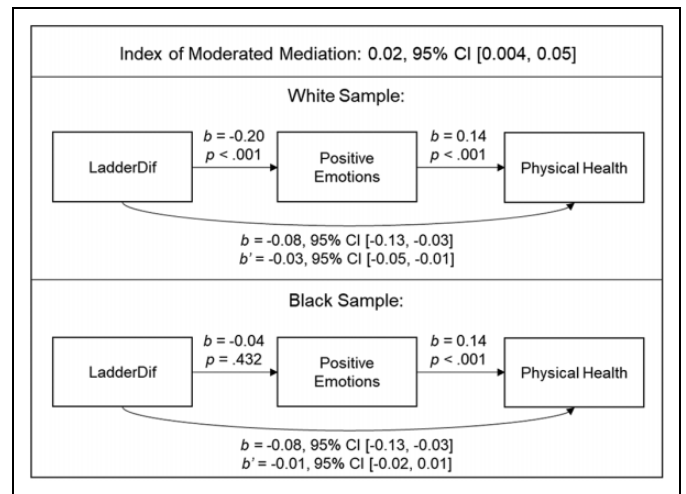 Index of Moderated Mediation: 0.02, 95% CI [0.004, 0.05]
White Sample:
b = -0.20
p < .001
b = 0.14
p < .001
LadderDif
Positive
Emotions
Physical Health
b = -0.08, 95% CI [-0.13, -0.03]
b' = -0.03, 95% CI [-0.05, -0.01]
Black Sample:
b = -0.04
p = .432
b = 0.14
p < .001
LadderDif
Positive
Emotions
Physical Health
b = -0.08, 95% CI [-0.13, -0.03]
b' = -0.01, 95% CI [-0.02, 0.01]